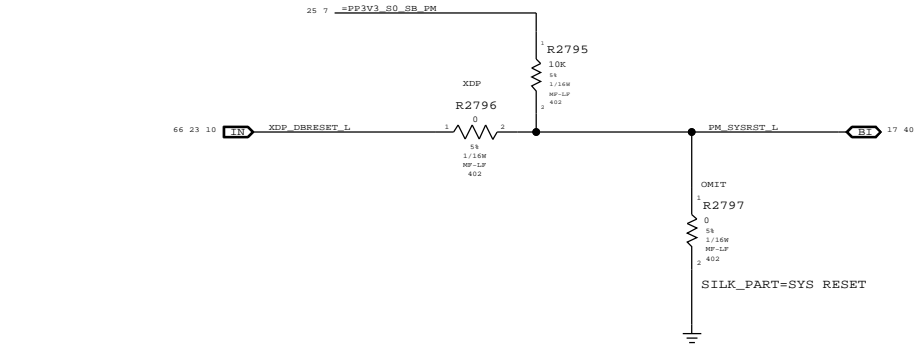 25 7 =PP3V3_S0_SB_PM
1
R2795
10K
5%
1/16W
MF-LF
402
2
XDP
R2796
0
66 23 10 IN XDP_DBRESET_L 1 2 PM_SYSRST_L BI 17 40
5%
1/16W
MF-LF
402
OMIT
1
R2797
0
5%
1/16W
MF-LF
402
2
SILK_PART=SYS RESET